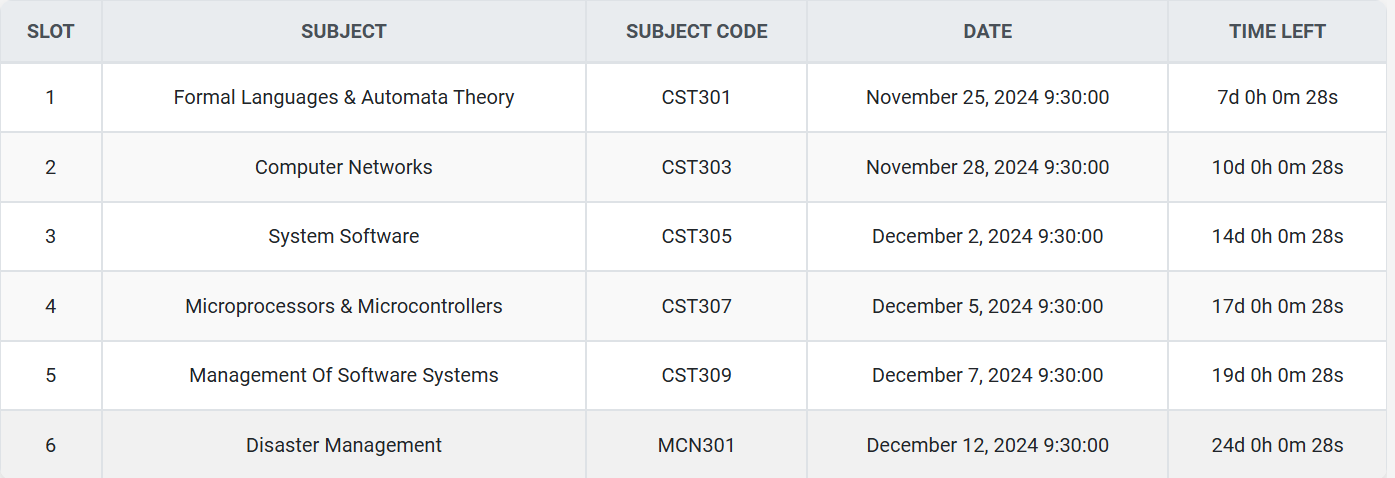 SLOT SUBJECT SUBJECT CODE DATE TIME LEFT
1 Formal Languages & Automata Theory CST301 November 25, 2024 9:30:00 7d 0h 0m 28s
2 Computer Networks CST303 November 28, 2024 9:30:00 10d 0h 0m 28s
3 System Software CST305 December 2, 2024 9:30:00 14d 0h 0m 28s
4 Microprocessors & Microcontrollers CST307 December 5, 2024 9:30:00 17d 0h 0m 28s
5 Management Of Software Systems CST309 December 7, 2024 9:30:00 19d 0h 0m 28s
6 Disaster Management MCN301 December 12, 2024 9:30:00 24d 0h 0m 28s